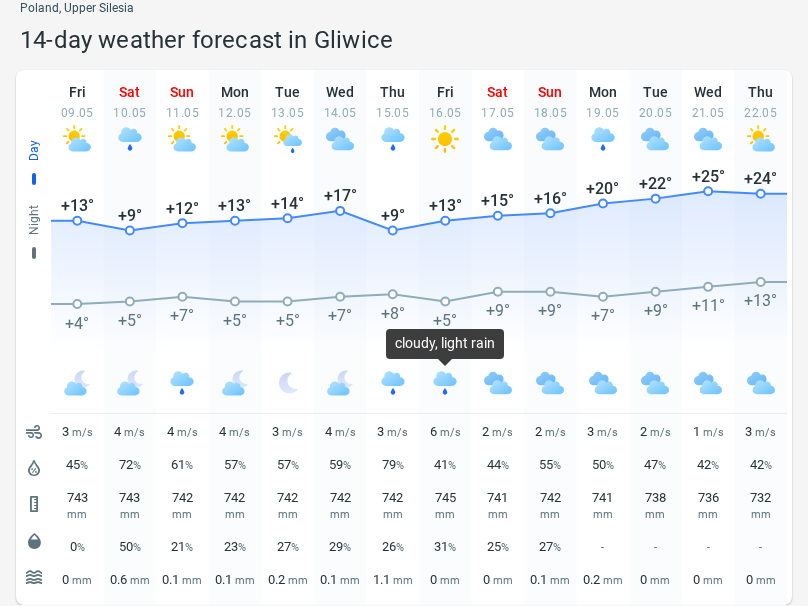 Poland, Upper Silesia
14-day weather forecast in Gliwice
Fri Sat Sun Mon Tue Wed Thu Fri Sat Sun Mon Tue Wed Thu
09.05 10.05 11.05 12.05 13.05 14.05 15.05 16.05 17.05 18.05 19.05 20.05 21.05 22.05
Day
+13° +9° +12° +13° +14° +17° +9° +13° +15° +16° +20° +22° +25° +24°
Night
+4° +5° +7° +5° +5° +7° +8° +5° +9° +9° +7° +9° +11° +13°
cloudy, light rain
3 m/s 4 m/s 4 m/s 4 m/s 3 m/s 4 m/s 3 m/s 6 m/s 2 m/s 2 m/s 3 m/s 2 m/s 1 m/s 3 m/s
45% 72% 61% 57% 57% 59% 79% 41% 44% 55% 50% 47% 42% 42%
743 743 742 742 742 742 742 745 741 742 741 738 736 732
mm mm mm mm mm mm mm mm mm mm mm mm mm mm
0% 50% 21% 23% 27% 29% 26% 31% 25% 27% - - - -
0 mm 0.6 mm 0.1 mm 0.1 mm 0.2 mm 0.1 mm 1.1 mm 0 mm 0 mm 0.1 mm 0.2 mm 0 mm 0 mm 0 mm